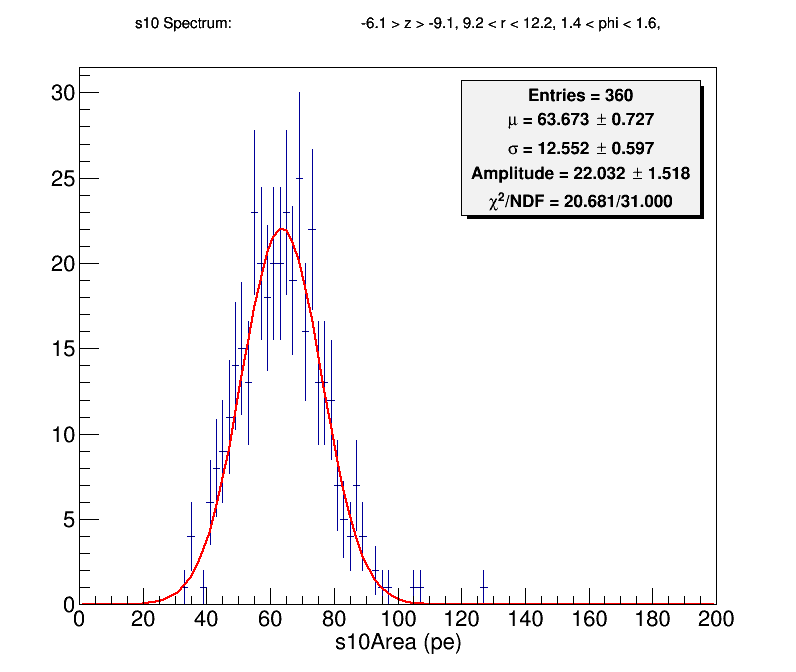 s10 Spectrum: -6.1 > z > -9.1, 9.2 < r < 12.2, 1.4 < phi < 1.6,
Entries = 360
μ = 63.673 ± 0.727
σ = 12.552 ± 0.597
Amplitude = 22.032 ± 1.518
χ²/NDF = 20.681/31.000
30
25
20
15
10
5
0
0 20 40 60 80 100 120 140 160 180 200
s10Area (pe)